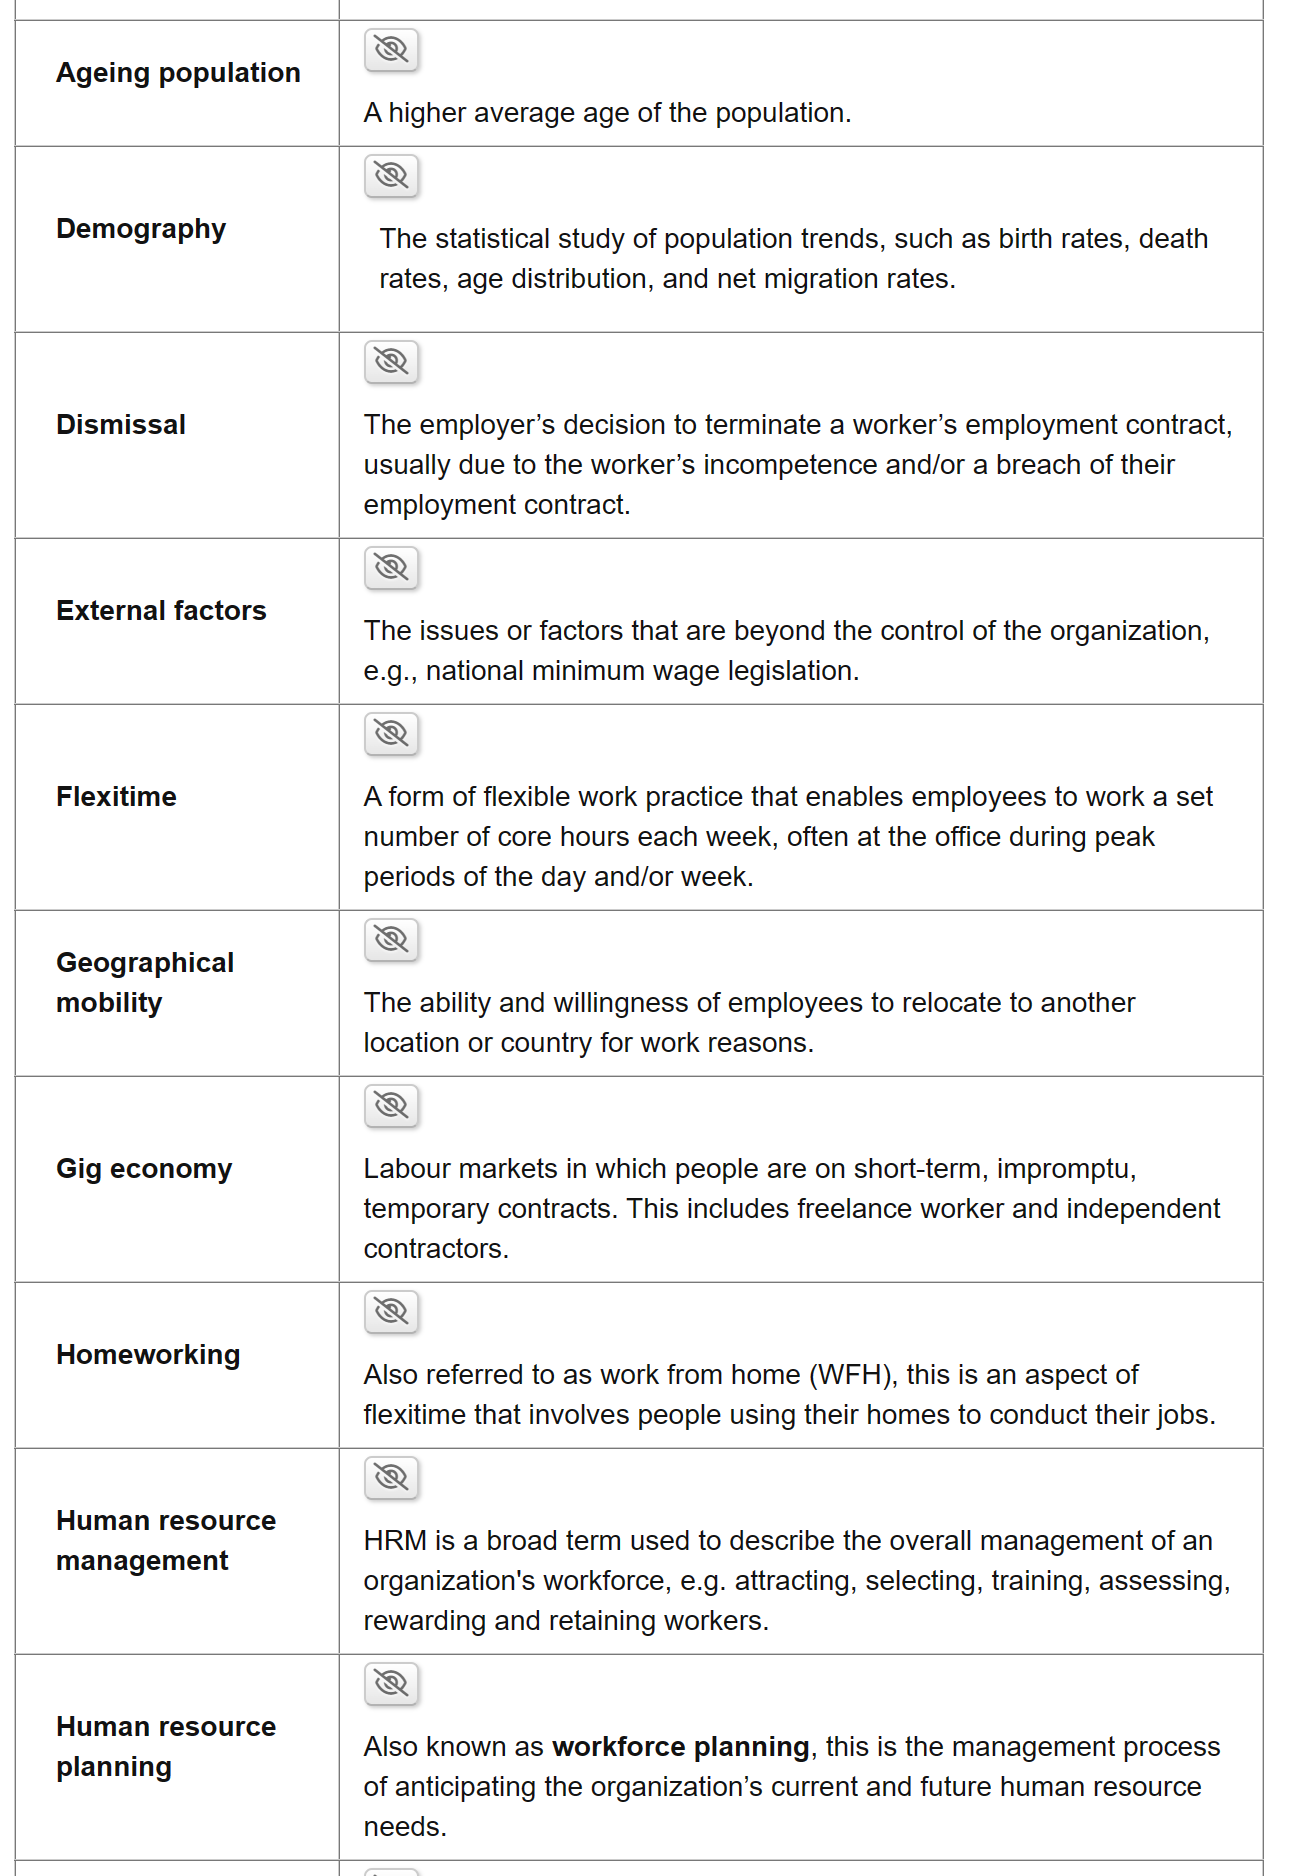 Ageing population
A higher average age of the population.
Demography
The statistical study of population trends, such as birth rates, death
rates, age distribution, and net migration rates.
Dismissal
The employer’s decision to terminate a worker’s employment contract,
usually due to the worker’s incompetence and/or a breach of their
employment contract.
External factors
The issues or factors that are beyond the control of the organization,
e.g., national minimum wage legislation.
Flexitime
A form of flexible work practice that enables employees to work a set
number of core hours each week, often at the office during peak
periods of the day and/or week.
Geographical
mobility
The ability and willingness of employees to relocate to another
location or country for work reasons.
Gig economy
Labour markets in which people are on short-term, impromptu,
temporary contracts. This includes freelance worker and independent
contractors.
Homeworking
Also referred to as work from home (WFH), this is an aspect of
flexitime that involves people using their homes to conduct their jobs.
Human resource
management
HRM is a broad term used to describe the overall management of an
organization's workforce, e.g. attracting, selecting, training, assessing,
rewarding and retaining workers.
Human resource
planning
Also known as workforce planning, this is the management process
of anticipating the organization’s current and future human resource
needs.